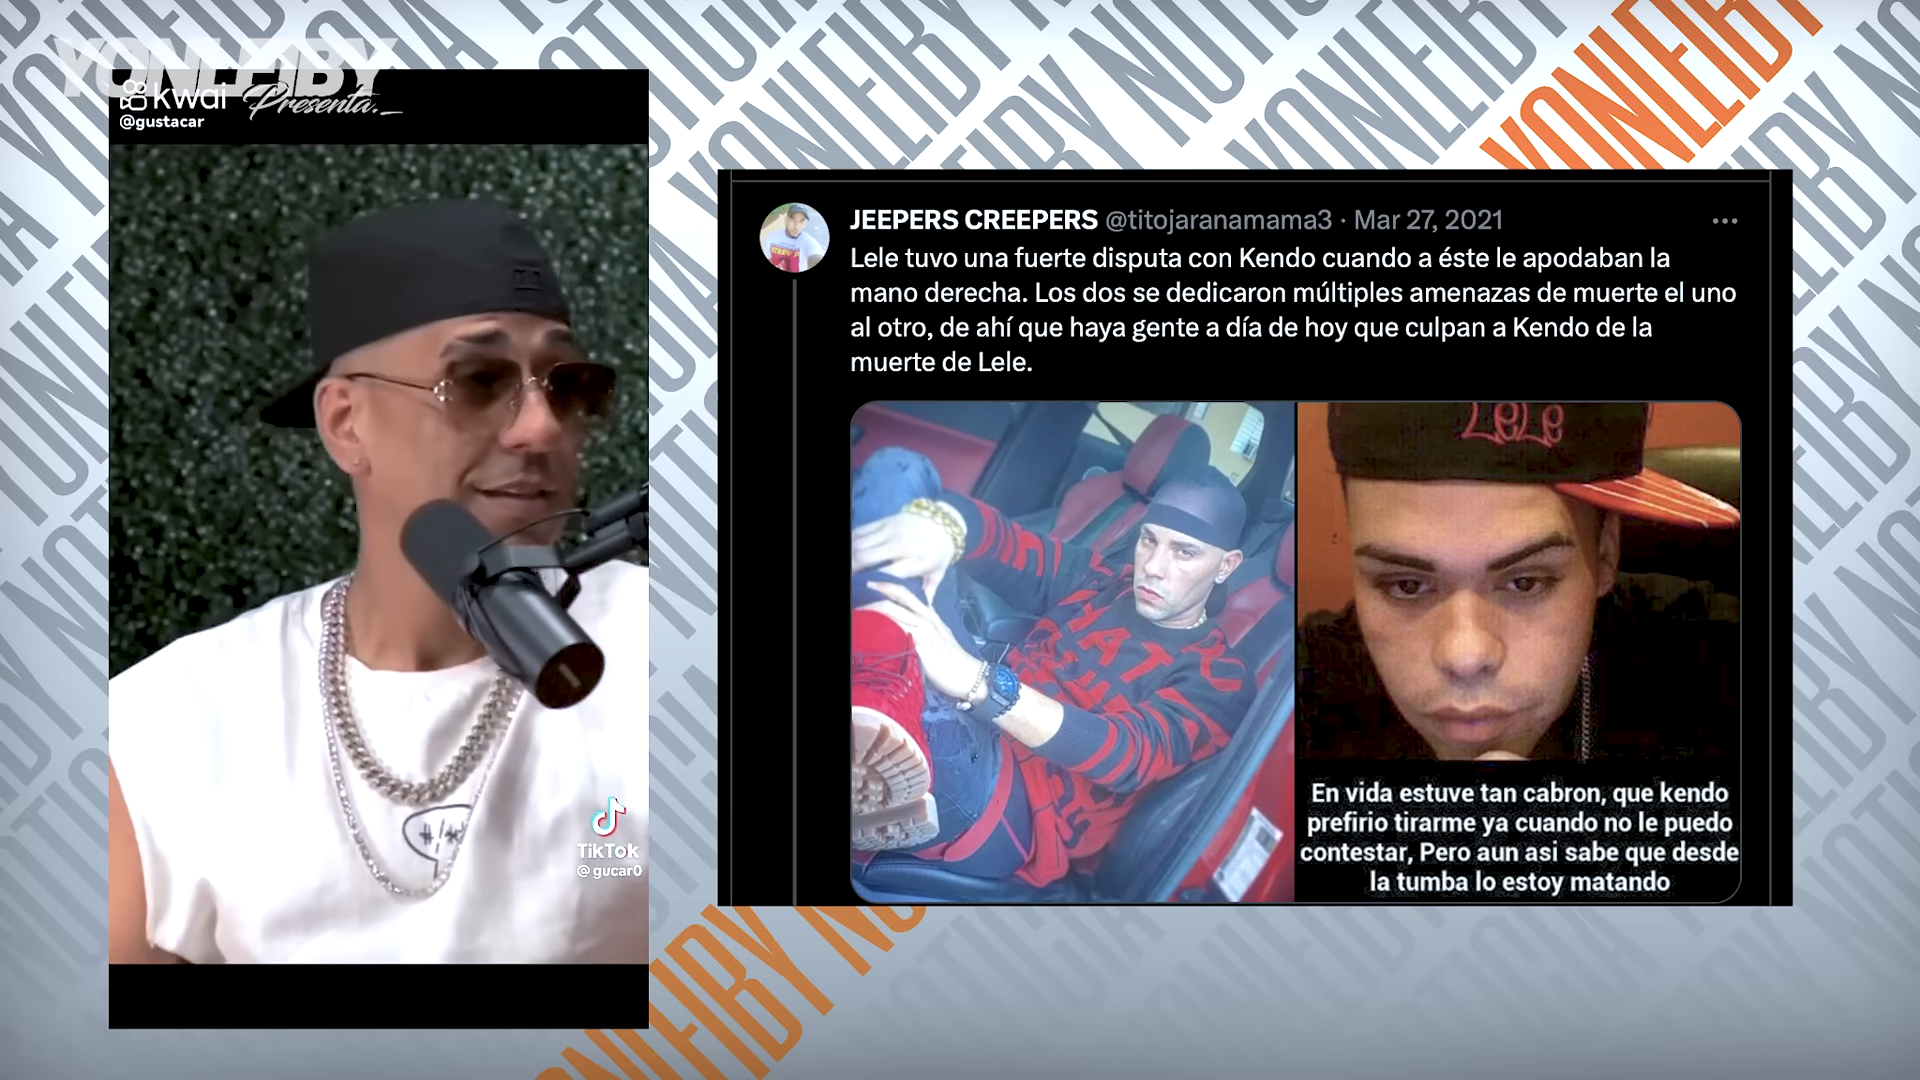 YONLEIBY
Presenta._
kwai
@gustacar
JEEPERS CREEPERS @titojaranamama3 · Mar 27, 2021
Lele tuvo una fuerte disputa con Kendo cuando a éste le apodaban la
mano derecha. Los dos se dedicaron múltiples amenazas de muerte el uno
al otro, de ahí que haya gente a día de hoy que culpan a Kendo de la
muerte de Lele.
LeLe
En vida estuve tan cabron, que kendo
prefirio tirarme ya cuando no le puedo
contestar, Pero aun asi sabe que desde
la tumba lo estoy matando
TikTok
@gucar0
YONLEIBY
YONLEIBY NOTICIA